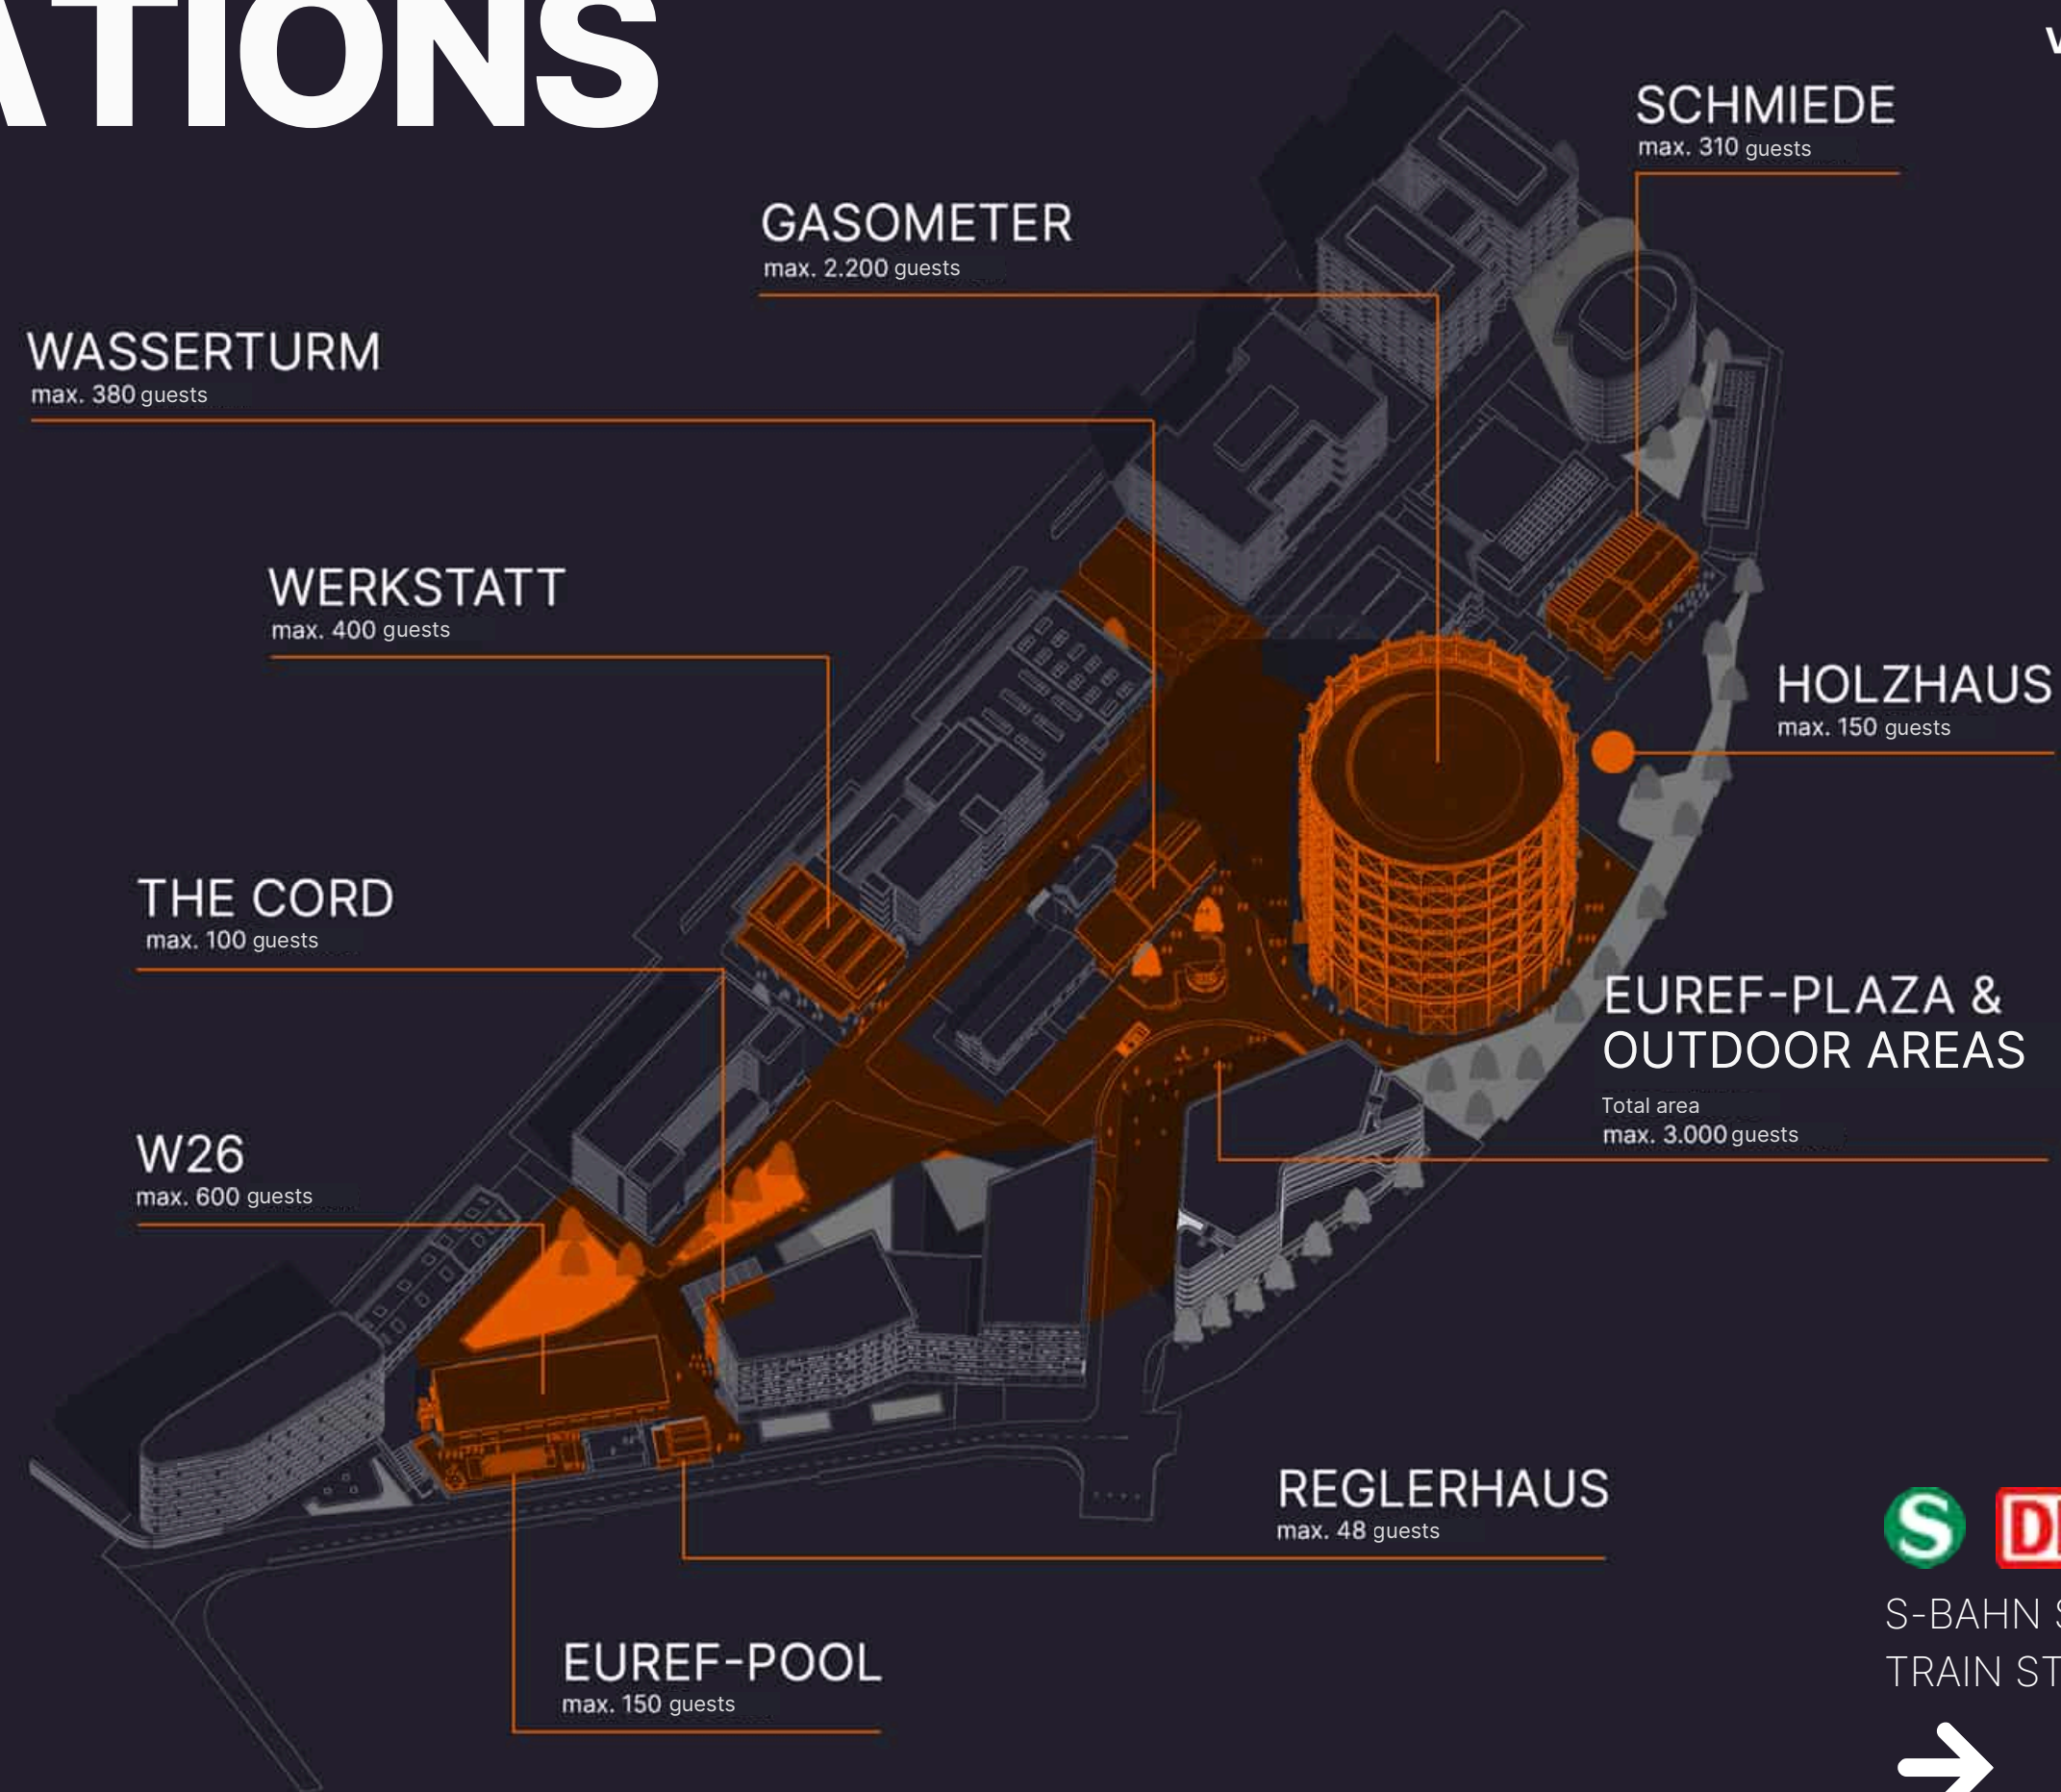 ATIONS
SCHMIEDE
max. 310 guests
GASOMETER
max. 2.200 guests
WASSERTURM
max. 380 guests
WERKSTATT
max. 400 guests
HOLZHAUS
max. 150 guests
THE CORD
max. 100 guests
EUREF-PLAZA &
OUTDOOR AREAS
Total area
max. 3.000 guests
W26
max. 600 guests
REGLERHAUS
max. 48 guests
S
S-BAHN
TRAIN ST
EUREF-POOL
max. 150 guests